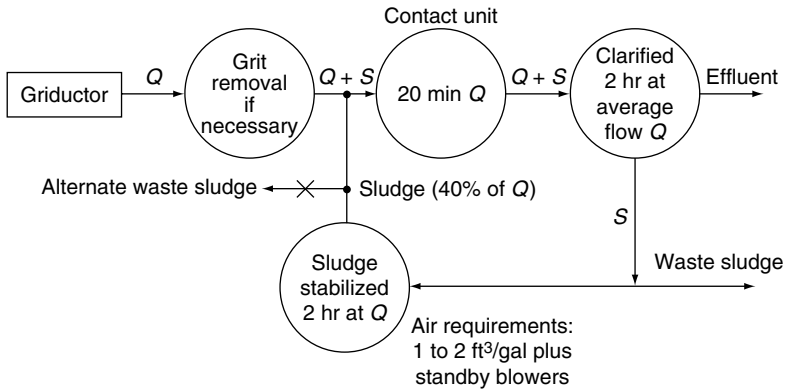 Contact unit
Griductor
Q
Grit
removal
if
necessary
Q + S
20 min Q
Q + S
Clarified
2 hr at
average
flow Q
Effluent
Alternate waste sludge
Sludge (40% of Q)
S
Sludge
stabilized
2 hr at Q
Waste sludge
Air requirements:
1 to 2 ft³/gal plus
standby blowers